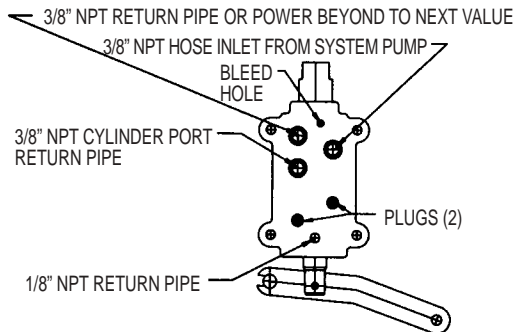 3/8” NPT RETURN PIPE OR POWER BEYOND TO NEXT VALUE
3/8” NPT HOSE INLET FROM SYSTEM PUMP
BLEED
HOLE
3/8” NPT CYLINDER PORT
RETURN PIPE
PLUGS (2)
1/8” NPT RETURN PIPE